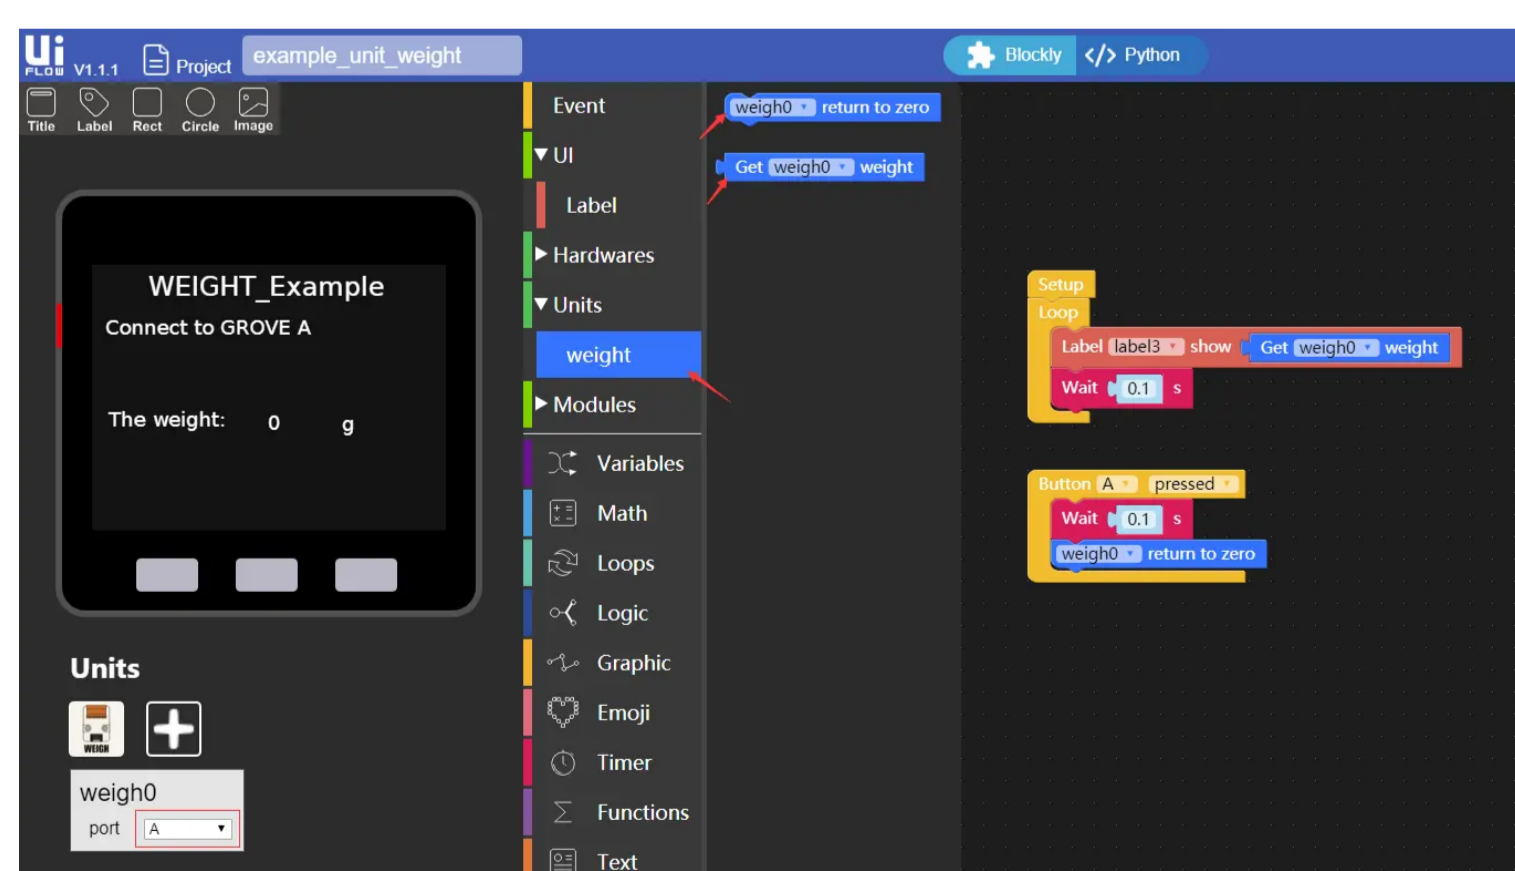 Ui
FLOW V1.1.1
Project
example_unit_weight
Blockly
</> Python
Title
Label
Rect
Circle
Image
WEIGHT_Example
Connect to GROVE A
The weight: 0 g
Units
WEIGH
weigh0
port A
Event
UI
Label
Hardwares
Units
weight
Modules
Variables
Math
Loops
Logic
Graphic
Emoji
Timer
Functions
Text
weigh0 return to zero
Get weigh0 weight
Setup
Loop
Label label3 show Get weigh0 weight
Wait 0.1 s
Button A pressed
Wait 0.1 s
weigh0 return to zero